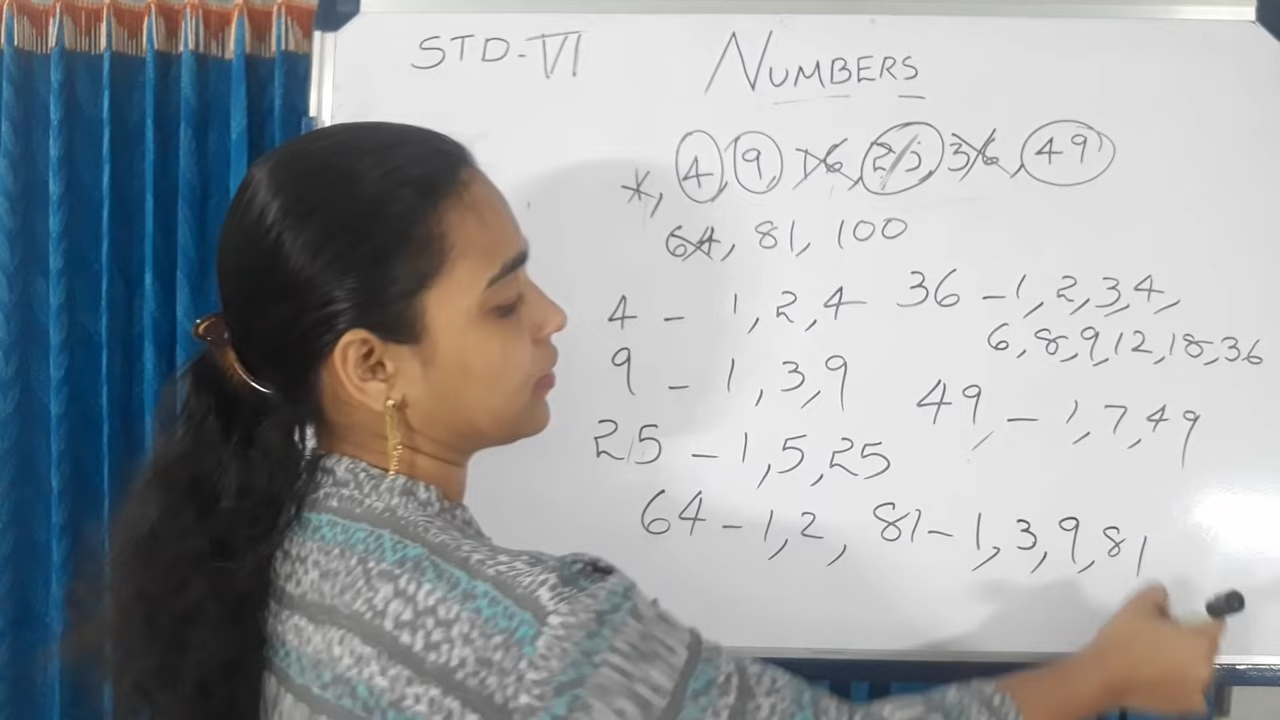 STD-VI
NUMBERS
4, 9, 16, 25, 36, 49
64, 81, 100
4 - 1, 2, 4
9 - 1, 3, 9
25 - 1, 5, 25
36 - 1, 2, 3, 4,
6, 8, 9, 12, 18, 36
49, - 1, 7, 49
64 - 1, 2, 81 - 1, 3, 9, 81